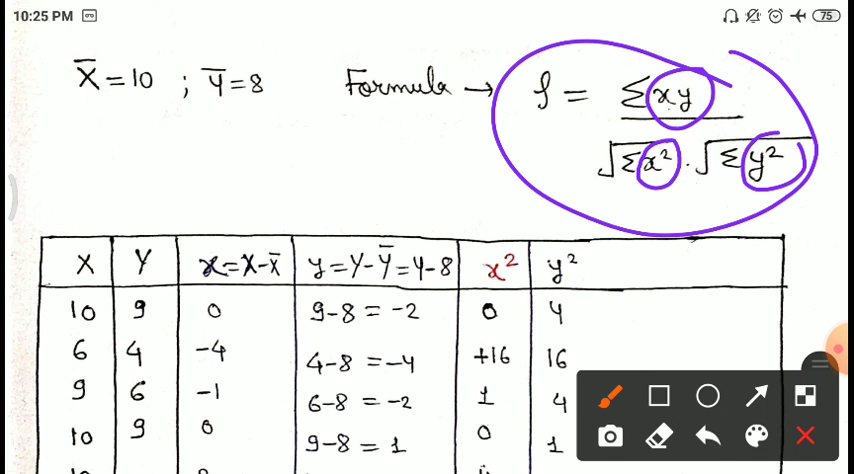 10:25 PM 75
X̄ = 10 ; Ȳ = 8 Formula → ρ = Σxy / √Σx² · √Σy²
X Y x = X - X̄ y = Y - Ȳ = Y - 8 x² y²
10 9 0 9 - 8 = -2 0 4
6 4 -4 4 - 8 = -4 +16 16
9 6 -1 6 - 8 = -2 1 4
10 9 0 9 - 8 = 1 0 1